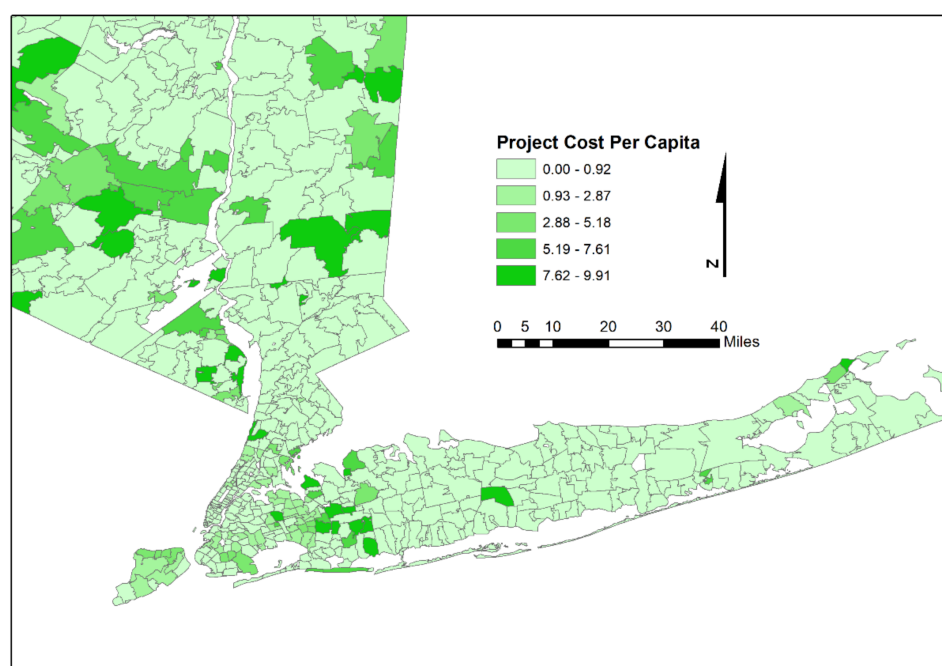 Project Cost Per Capita
0.00 - 0.92
0.93 - 2.87
2.88 - 5.18
5.19 - 7.61
7.62 - 9.91
N
0 5 10 20 30 40
Miles